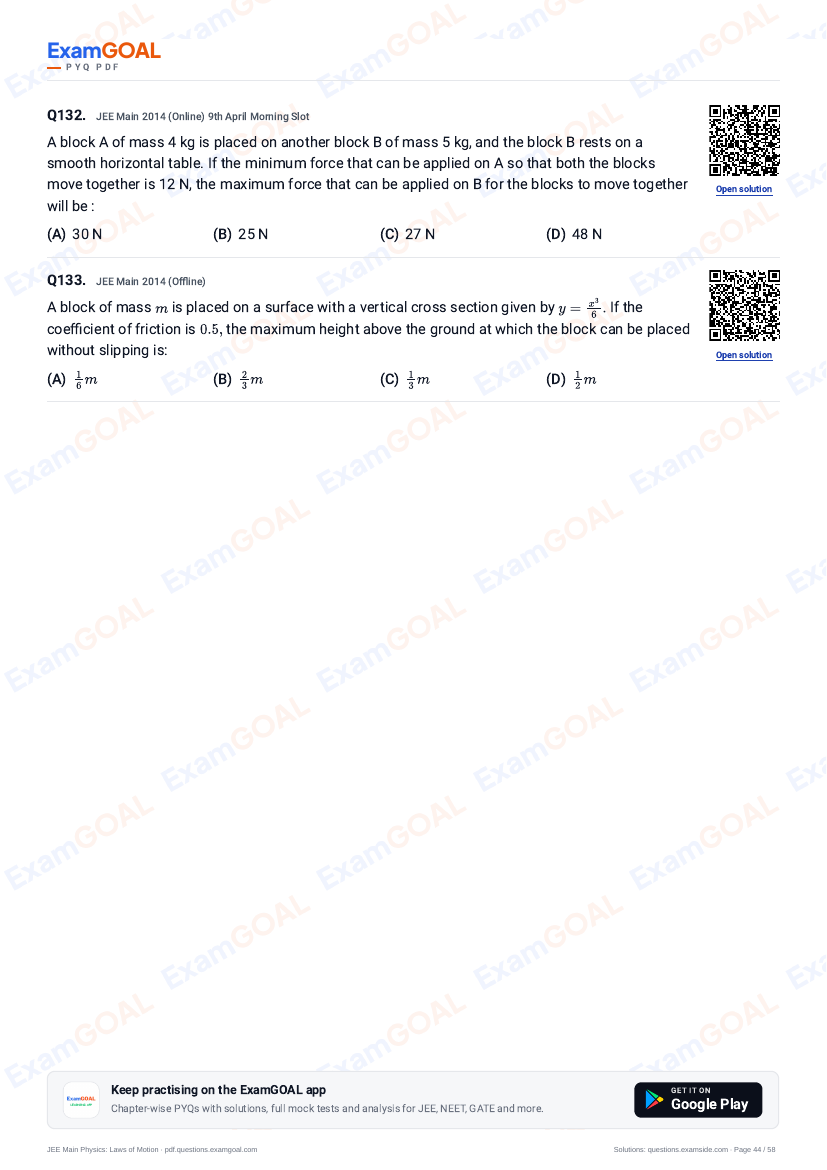 ExamGOAL
PYQ PDF
Q132. JEE Main 2014 (Online) 9th April Morning Slot
A block A of mass 4 kg is placed on another block B of mass 5 kg, and the block B rests on a
smooth horizontal table. If the minimum force that can be applied on A so that both the blocks
move together is 12 N, the maximum force that can be applied on B for the blocks to move together
will be :
(A) 30 N (B) 25 N (C) 27 N (D) 48 N
Open solution
Q133. JEE Main 2014 (Offline)
A block of mass m is placed on a surface with a vertical cross section given by y = x³/6. If the
coefficient of friction is 0.5, the maximum height above the ground at which the block can be placed
without slipping is:
(A) 1/6 m (B) 2/3 m (C) 1/3 m (D) 1/2 m
Open solution
Keep practising on the ExamGOAL app
Chapter-wise PYQs with solutions, full mock tests and analysis for JEE, NEET, GATE and more.
ExamGOAL
GET IT ON
Google Play
JEE Main Physics: Laws of Motion · pdf.questions.examgoal.com
Solutions: questions.examside.com · Page 44 / 58